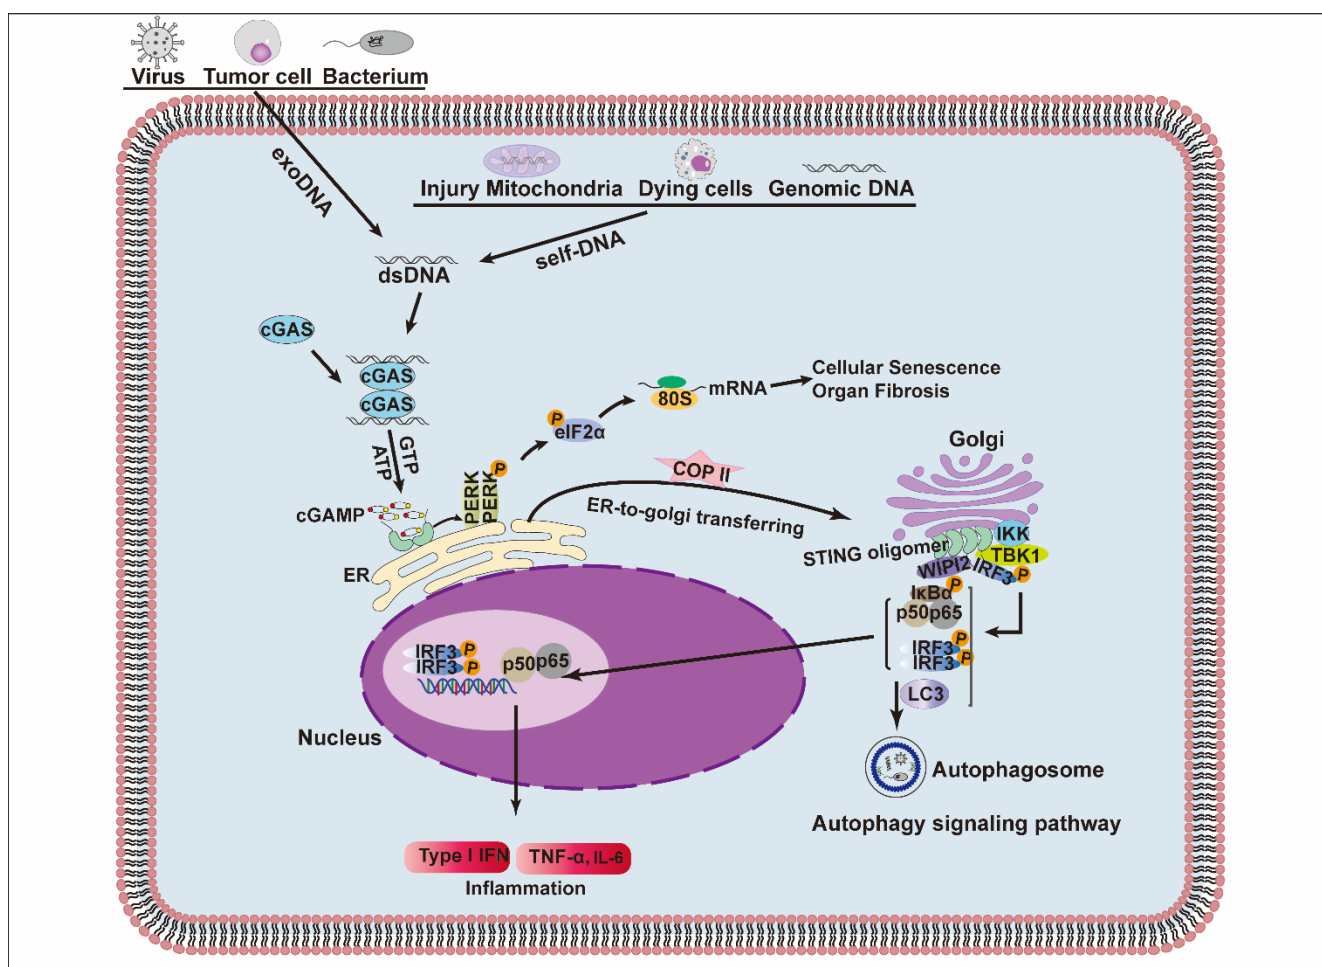 Virus Tumor cell Bacterium
exoDNA
Injury Mitochondria Dying cells Genomic DNA
self-DNA
dsDNA
cGAS
cGAS
cGAS
GTP
ATP
cGAMP
PERK
PERK
P
P
eIF2α
80S
mRNA
Cellular Senescence
Organ Fibrosis
COP II
ER-to-golgi transferring
ER
Golgi
STING oligomer
IKK
TBK1
WIPI2
IRF3
P
IκBα
P
p50p65
IRF3
P
IRF3
P
LC3
Autophagosome
Autophagy signaling pathway
IRF3
P
IRF3
P
p50p65
Nucleus
Type I IFN
TNF-α, IL-6
Inflammation